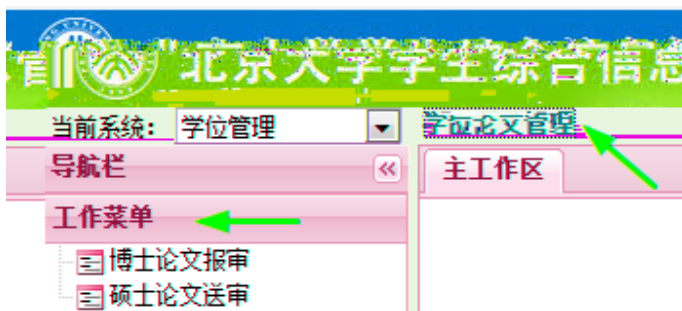 北京大学学生综合信息
当前系统： 学位管理 学位论文管理
导航栏 主工作区
工作菜单
博士论文报审
硕士论文送审